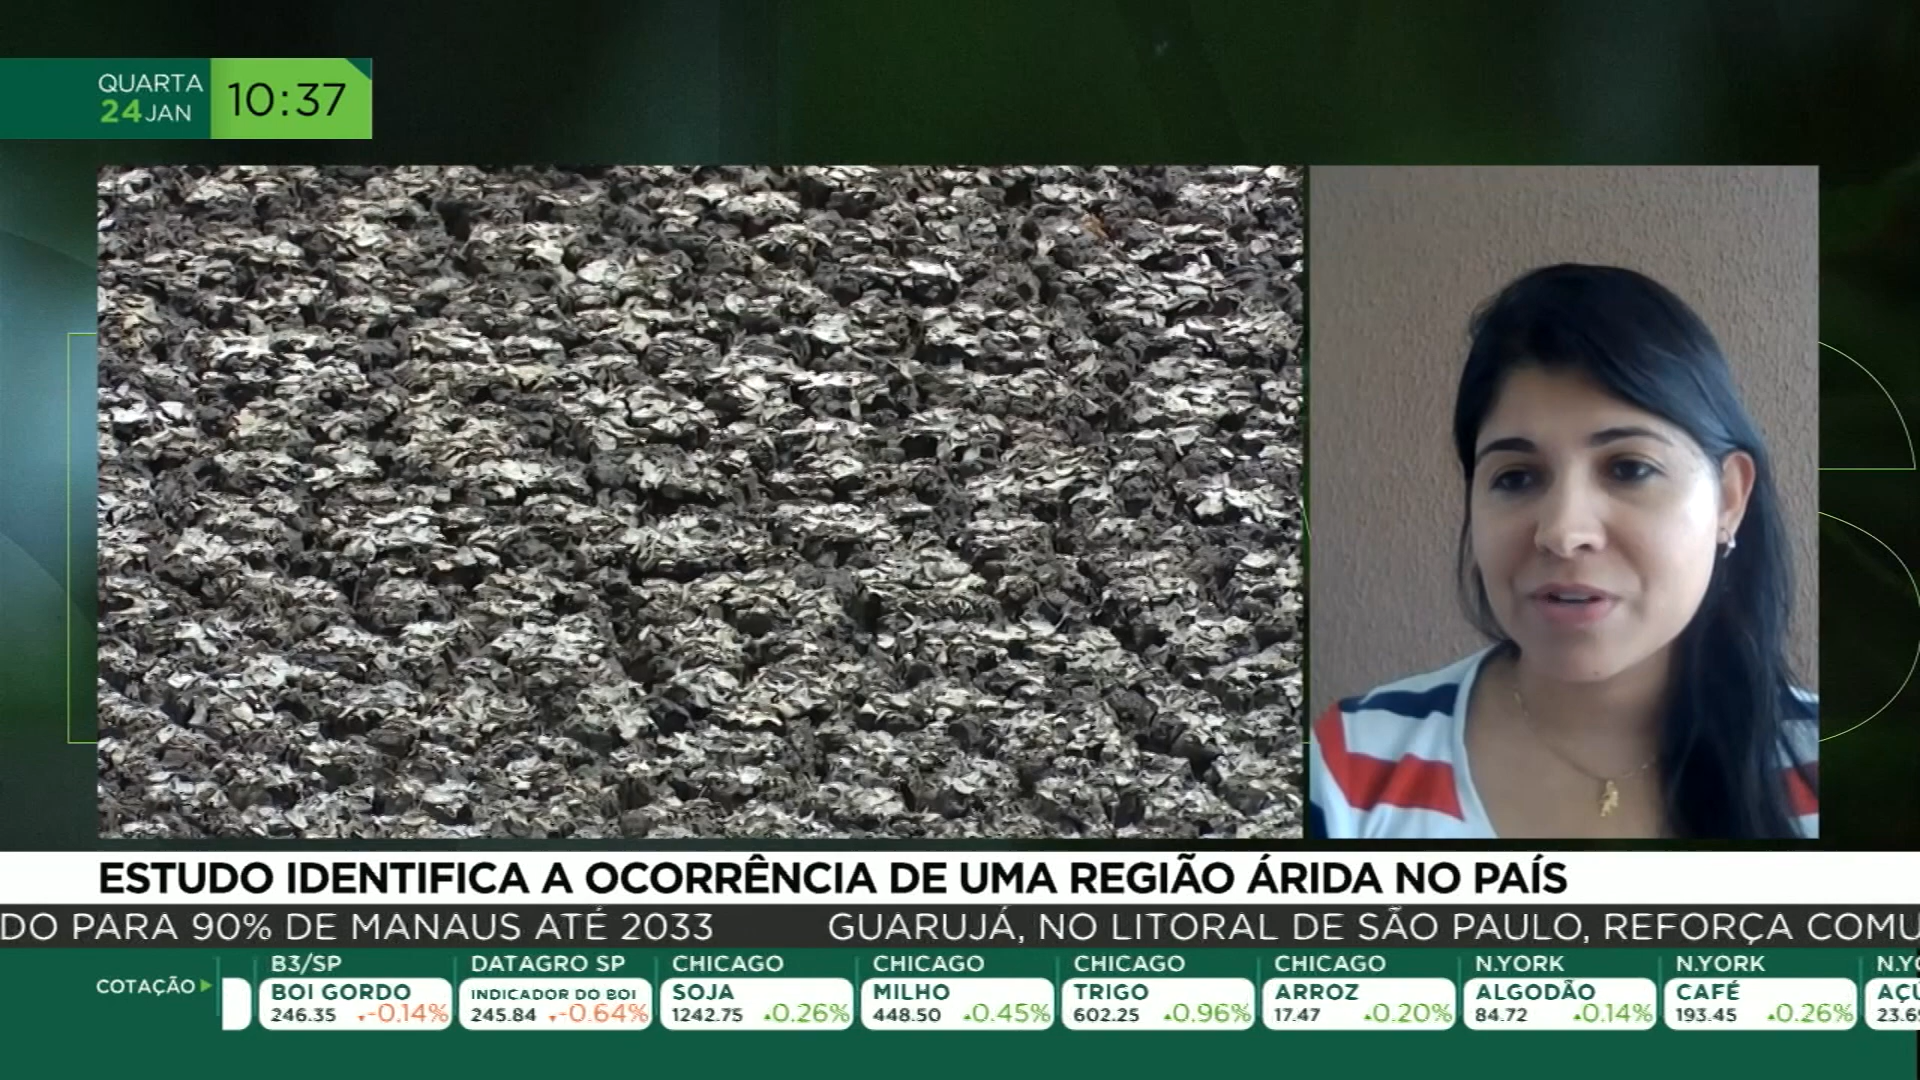 QUARTA
24 JAN
10:37
ESTUDO IDENTIFICA A OCORRÊNCIA DE UMA REGIÃO ÁRIDA NO PAÍS
DO PARA 90% DE MANAUS ATÉ 2033 GUARUJÁ, NO LITORAL DE SÃO PAULO, REFORÇA COMU
COTAÇÃO
B3/SP
BOI GORDO
246.35 -0.14%
DATAGRO SP
INDICADOR DO BOI
245.84 -0.64%
CHICAGO
SOJA
1242.75 0.26%
CHICAGO
MILHO
448.50 0.45%
CHICAGO
TRIGO
602.25 0.96%
CHICAGO
ARROZ
17.47 0.20%
N.YORK
ALGODÃO
84.72 0.14%
N.YORK
CAFÉ
193.45 0.26%
N.Y
AÇÚ
23.6